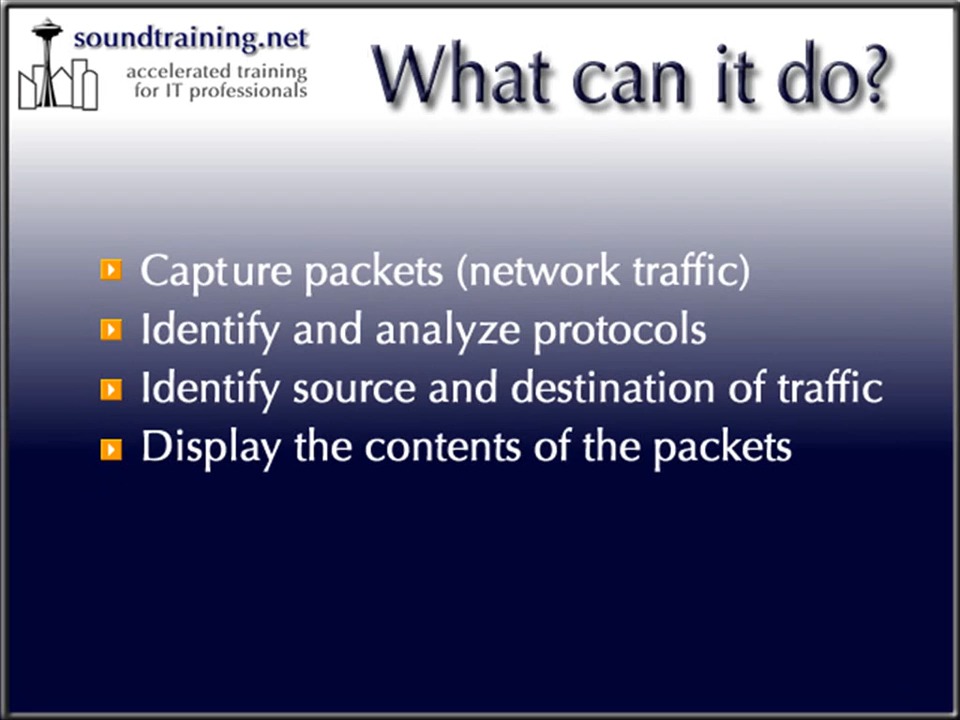 soundtraining.net
accelerated training
for IT professionals
What can it do?
Capture packets (network traffic)
Identify and analyze protocols
Identify source and destination of traffic
Display the contents of the packets